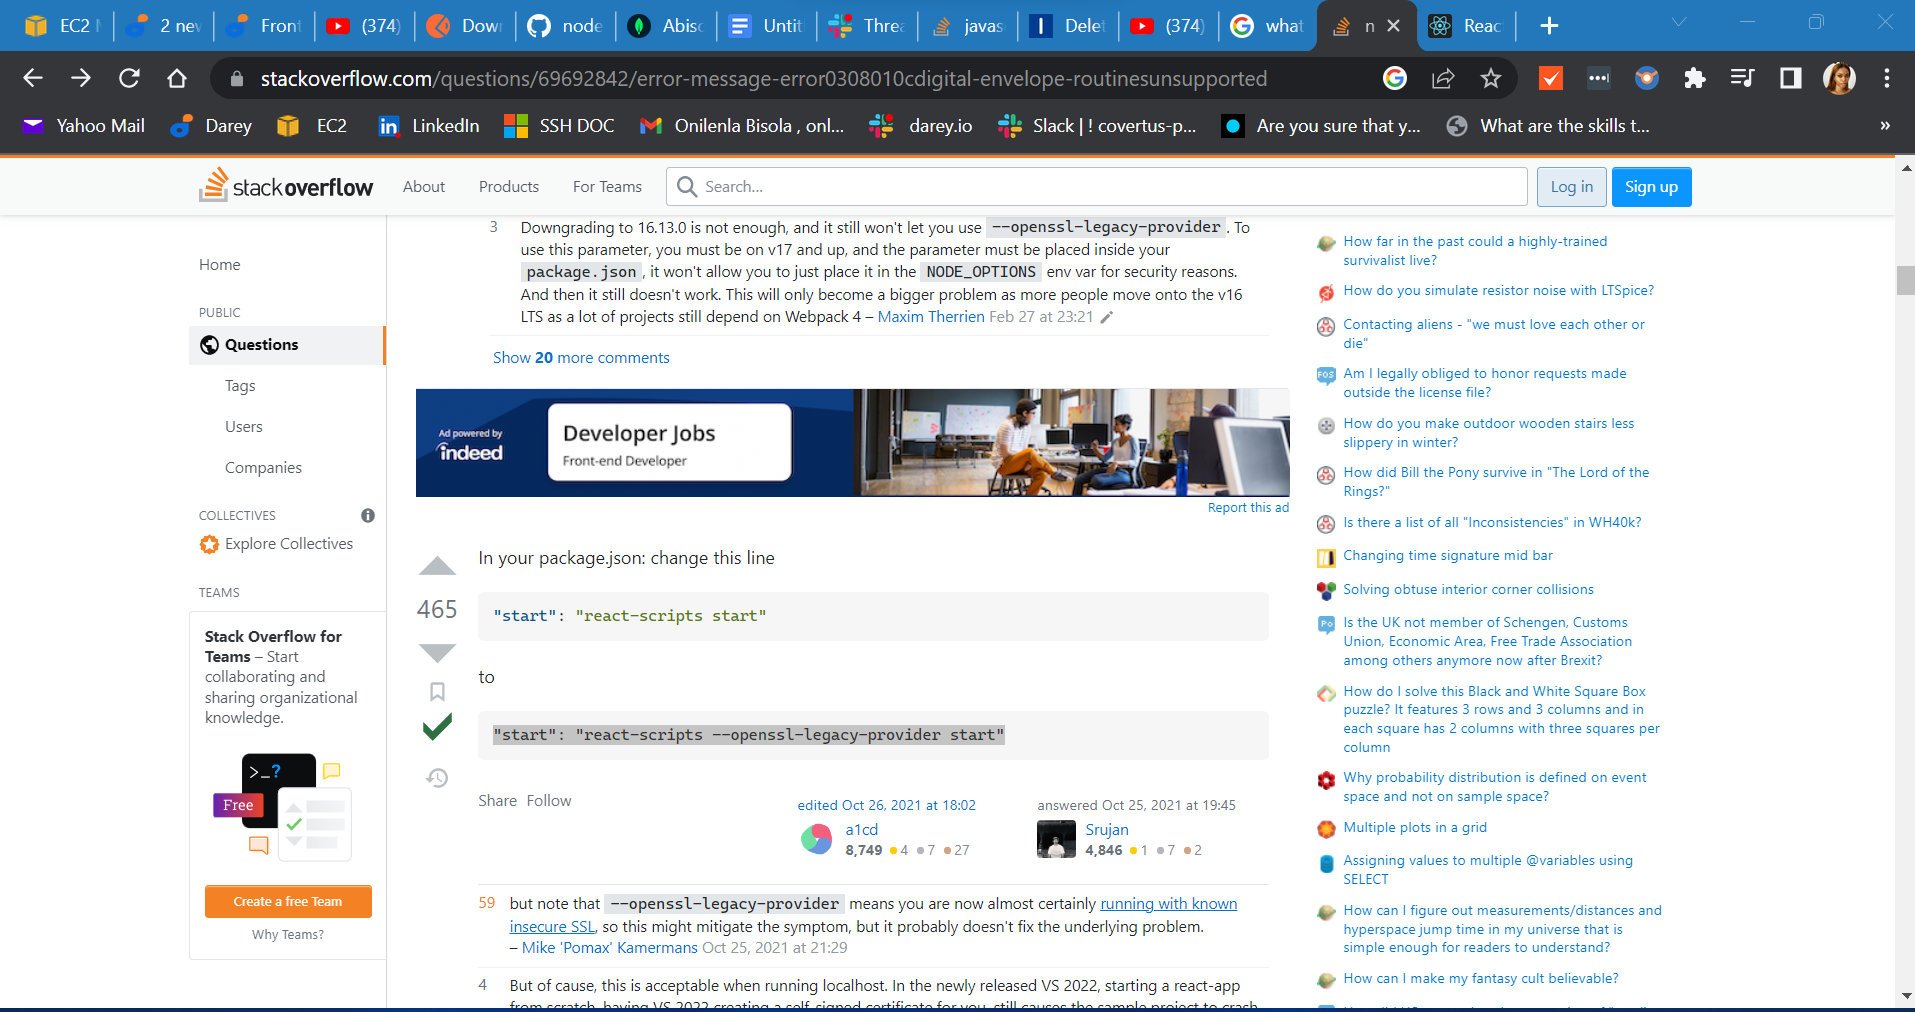 EC2 M
2 new
Front
(374)
Down
node
Abisc
Untit
Threa
javas
Delet
(374)
what
n
Reac
stackoverflow.com/questions/69692842/error-message-error0308010cdigital-envelope-routinesunsupported
Yahoo Mail
Darey
EC2
LinkedIn
SSH DOC
Onilenla Bisola , onl...
darey.io
Slack | ! covertus-p...
Are you sure that y...
What are the skills t...
»
stackoverflow
About
Products
For Teams
Search...
Log in
Sign up
Home
PUBLIC
Questions
Tags
Users
Companies
COLLECTIVES
Explore Collectives
TEAMS
Stack Overflow for
Teams – Start
collaborating and
sharing organizational
knowledge.
>_?
Free
Create a free Team
Why Teams?
3 Downgrading to 16.13.0 is not enough, and it still won't let you use --openssl-legacy-provider . To
use this parameter, you must be on v17 and up, and the parameter must be placed inside your
package.json , it won't allow you to just place it in the NODE_OPTIONS env var for security reasons.
And then it still doesn't work. This will only become a bigger problem as more people move onto the v16
LTS as a lot of projects still depend on Webpack 4 – Maxim Therrien Feb 27 at 23:21
Show 20 more comments
Ad powered by
indeed
Developer Jobs
Front-end Developer
Report this ad
465
In your package.json: change this line
"start": "react-scripts start"
to
"start": "react-scripts --openssl-legacy-provider start"
Share Follow
edited Oct 26, 2021 at 18:02
a1cd
8,749 4 7 27
answered Oct 25, 2021 at 19:45
Srujan
4,846 1 7 2
59 but note that --openssl-legacy-provider means you are now almost certainly running with known
insecure SSL, so this might mitigate the symptom, but it probably doesn't fix the underlying problem.
– Mike 'Pomax' Kamermans Oct 25, 2021 at 21:29
4 But of cause, this is acceptable when running localhost. In the newly released VS 2022, starting a react-app
from scratch, having VS 2022 creating a self-signed certificate for you, still causes the sample project to crash
How far in the past could a highly-trained
survivalist live?
How do you simulate resistor noise with LTSpice?
Contacting aliens - "we must love each other or
die"
FOS
Am I legally obliged to honor requests made
outside the license file?
How do you make outdoor wooden stairs less
slippery in winter?
How did Bill the Pony survive in "The Lord of the
Rings?"
Is there a list of all "Inconsistencies" in WH40k?
Changing time signature mid bar
Solving obtuse interior corner collisions
Po
Is the UK not member of Schengen, Customs
Union, Economic Area, Free Trade Association
among others anymore now after Brexit?
How do I solve this Black and White Square Box
puzzle? It features 3 rows and 3 columns and in
each square has 2 columns with three squares per
column
Why probability distribution is defined on event
space and not on sample space?
Multiple plots in a grid
Assigning values to multiple @variables using
SELECT
How can I figure out measurements/distances and
hyperspace jump time in my universe that is
simple enough for readers to understand?
How can I make my fantasy cult believable?